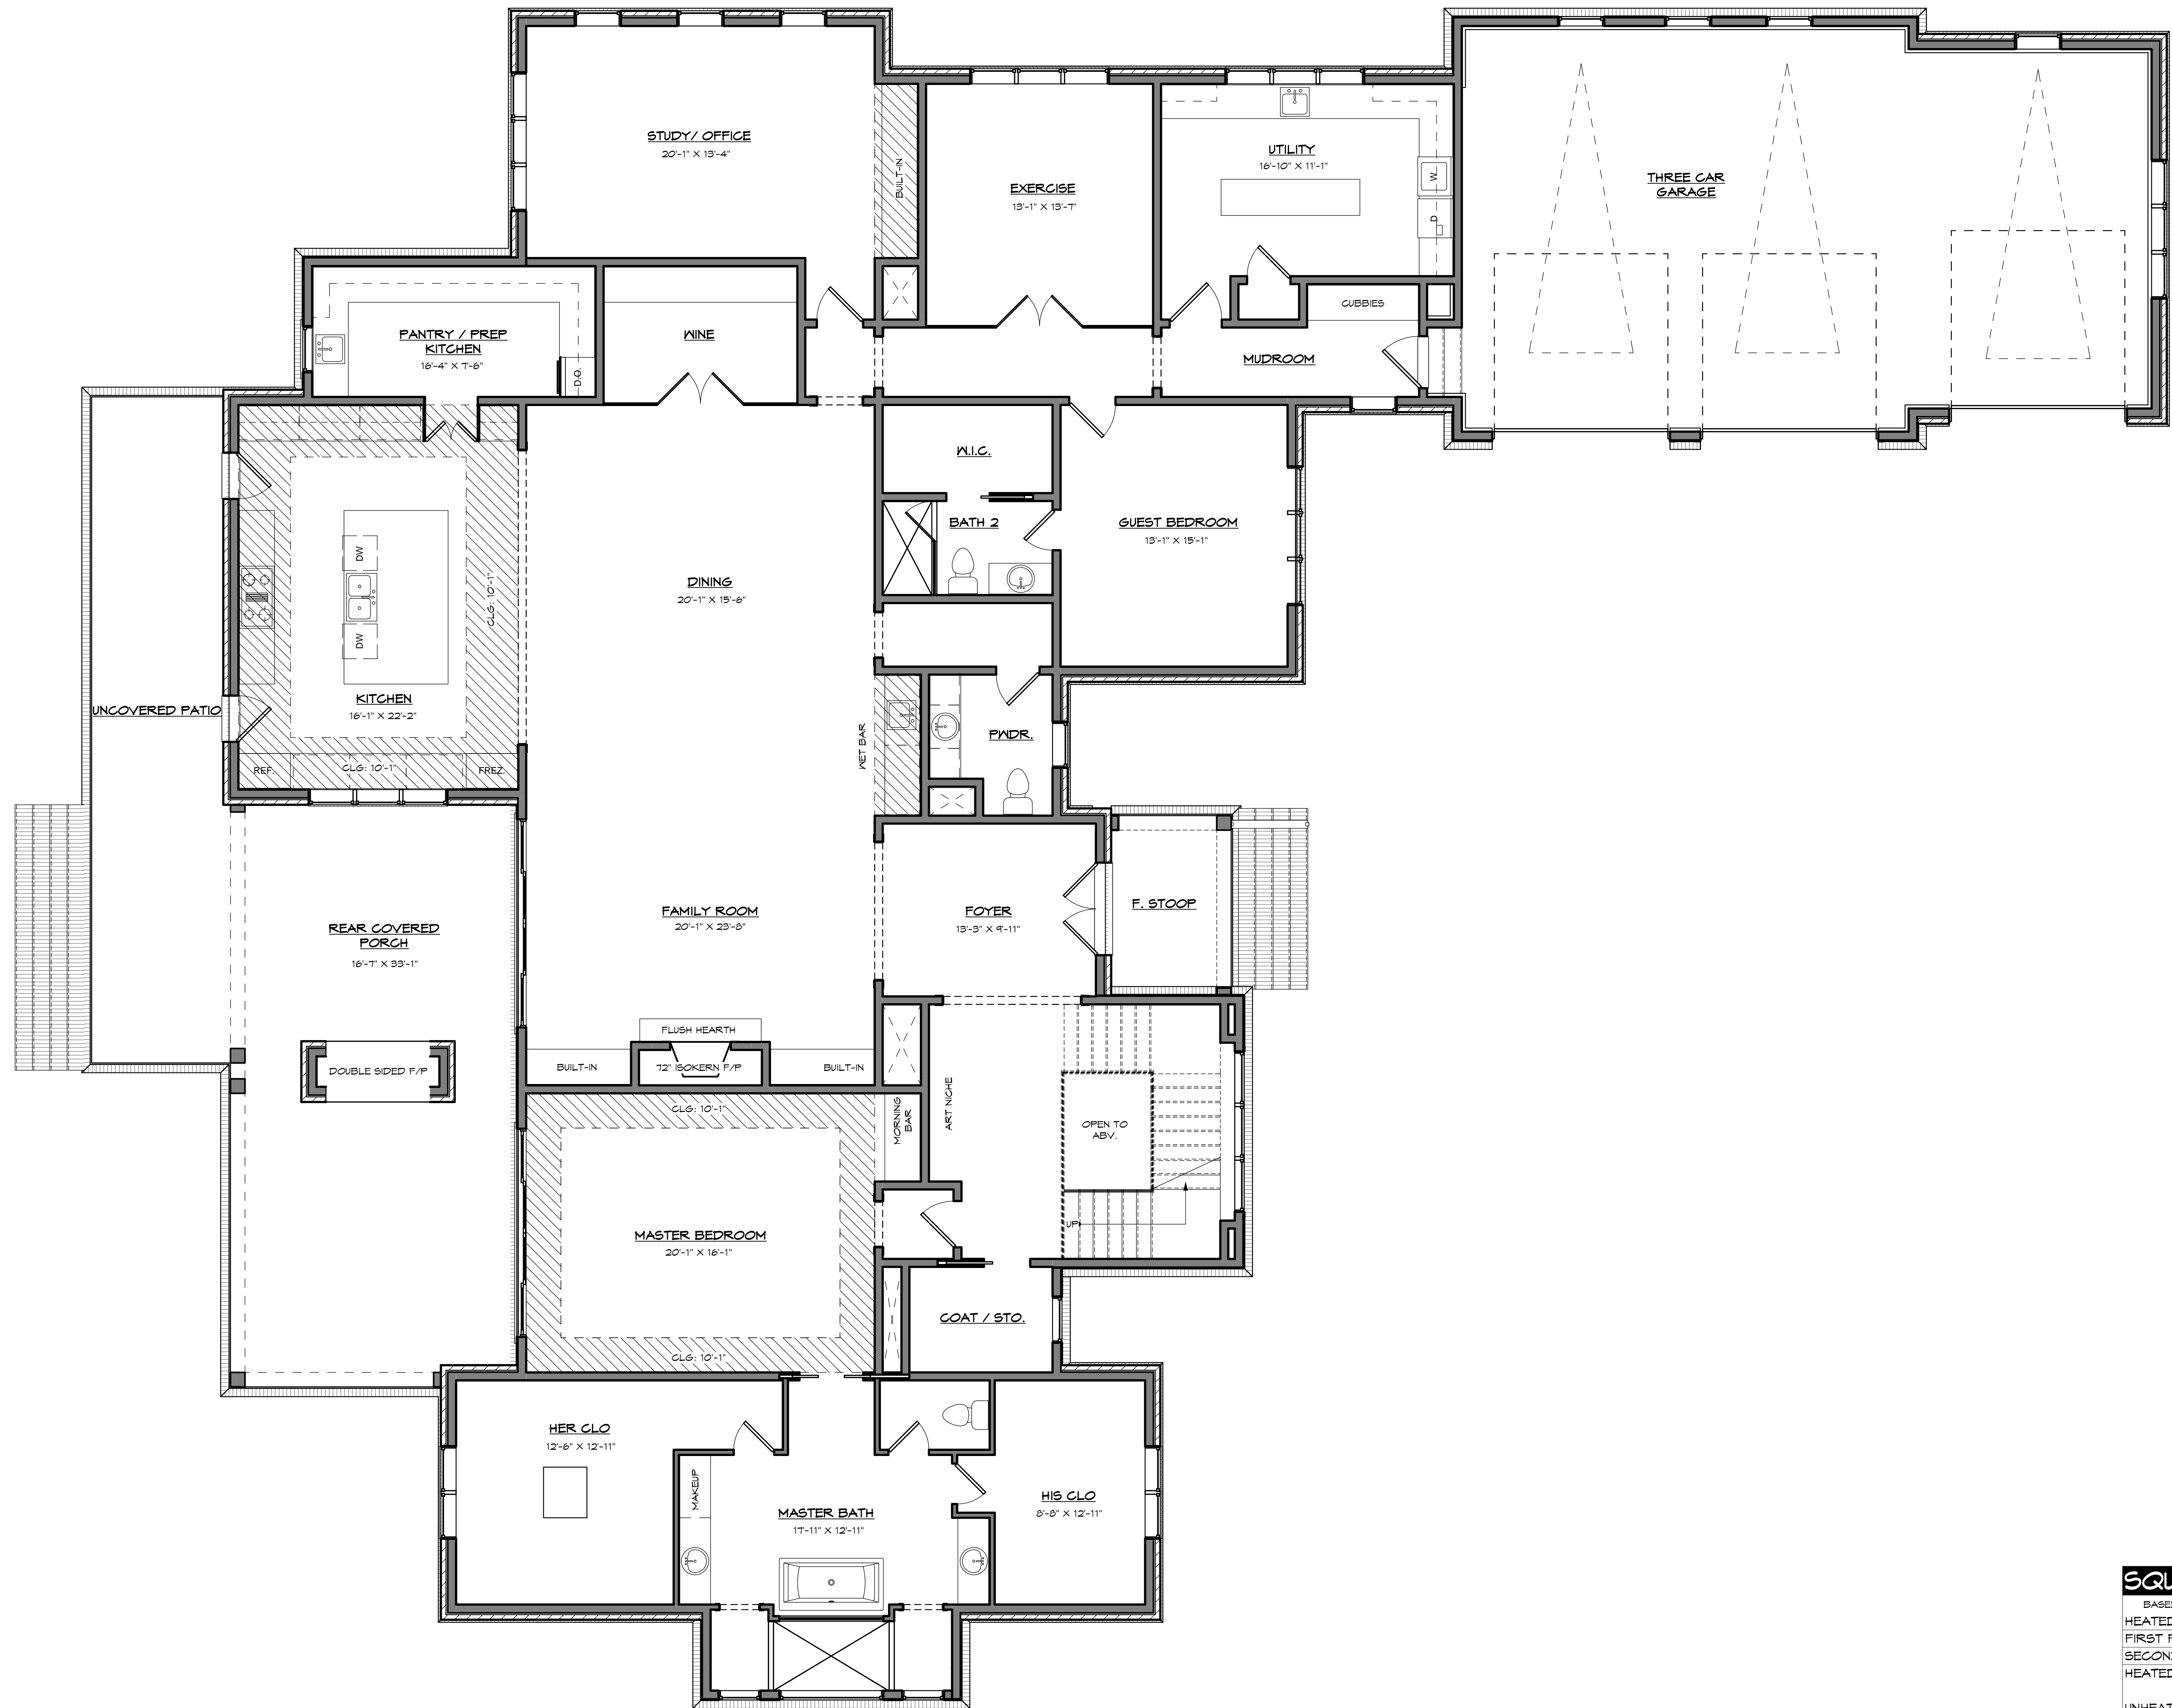 STUDY/ OFFICE
20'-1" X 13'-4"
BUILT-IN
EXERCISE
13'-1" X 13'-7"
UTILITY
16'-10" X 11'-1"
W
D
THREE CAR
GARAGE
CUBBIES
MUDROOM
PANTRY / PREP
KITCHEN
16'-4" X 7'-6"
D.O.
WINE
W.I.C.
BATH 2
GUEST BEDROOM
13'-1" X 15'-1"
DW
DW
CLG: 10'-1"
KITCHEN
16'-1" X 22'-2"
REF.
CLG: 10'-1"
FREZ.
UNCOVERED PATIO
DINING
20'-1" X 15'-6"
WET BAR
PWDR.
REAR COVERED
PORCH
16'-7" X 33'-1"
FAMILY ROOM
20'-1" X 23'-8"
FOYER
13'-3" X 9'-11"
F. STOOP
DOUBLE SIDED F/P
FLUSH HEARTH
BUILT-IN
72" ISOKERN F/P
BUILT-IN
CLG: 10'-1"
MORNING
BAR
ART NICHE
OPEN TO
ABV.
UP
MASTER BEDROOM
20'-1" X 16'-1"
CLG: 10'-1"
COAT / STO.
HER CLO
12'-6" X 12'-11"
MAKEUP
MASTER BATH
17'-11" X 12'-11"
HIS CLO
8'-8" X 12'-11"
SQU
BASE
HEATED
FIRST F
SECON
HEATED
UNHEAT